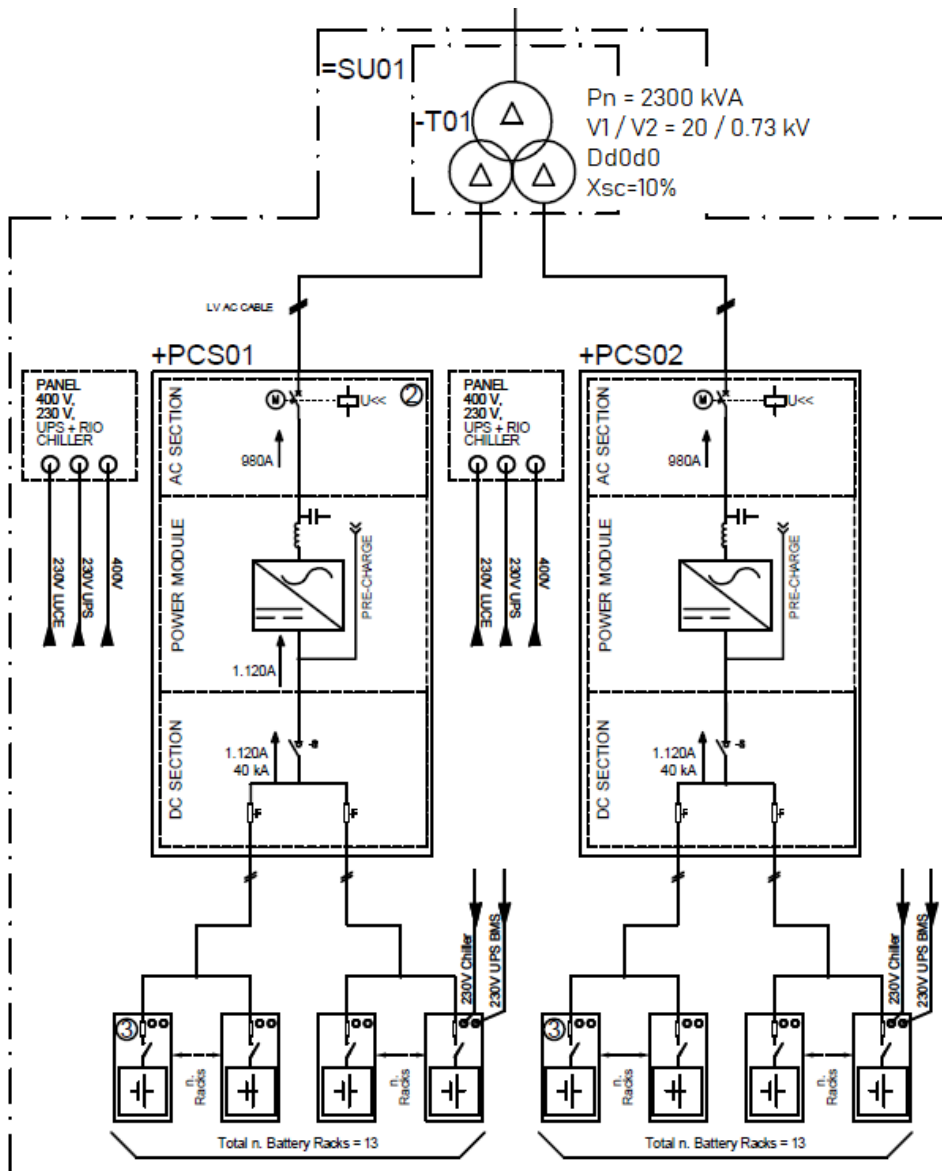 =SU01
-T01
Pn = 2300 kVA
V1 / V2 = 20 / 0.73 kV
Dd0d0
Xsc=10%
LV AC CABLE
+PCS01
PANEL
400 V,
230 V,
UPS + RIO
CHILLER
230V LUCE
230V UPS
400V
AC SECTION
M
U<<
2
980A
POWER MODULE
PRE-CHARGE
1.120A
DC SECTION
1.120A
40 kA
-S
F
F
+PCS02
PANEL
400 V,
230 V,
UPS + RIO
CHILLER
230V LUCE
230V UPS
400V
AC SECTION
M
U<<
980A
POWER MODULE
PRE-CHARGE
DC SECTION
1.120A
40 kA
-S
F
F
230V Chiller
230V UPS BMS
3
n.
Racks
n.
Racks
Total n. Battery Racks = 13
230V Chiller
230V UPS BMS
3
n.
Racks
n.
Racks
Total n. Battery Racks = 13